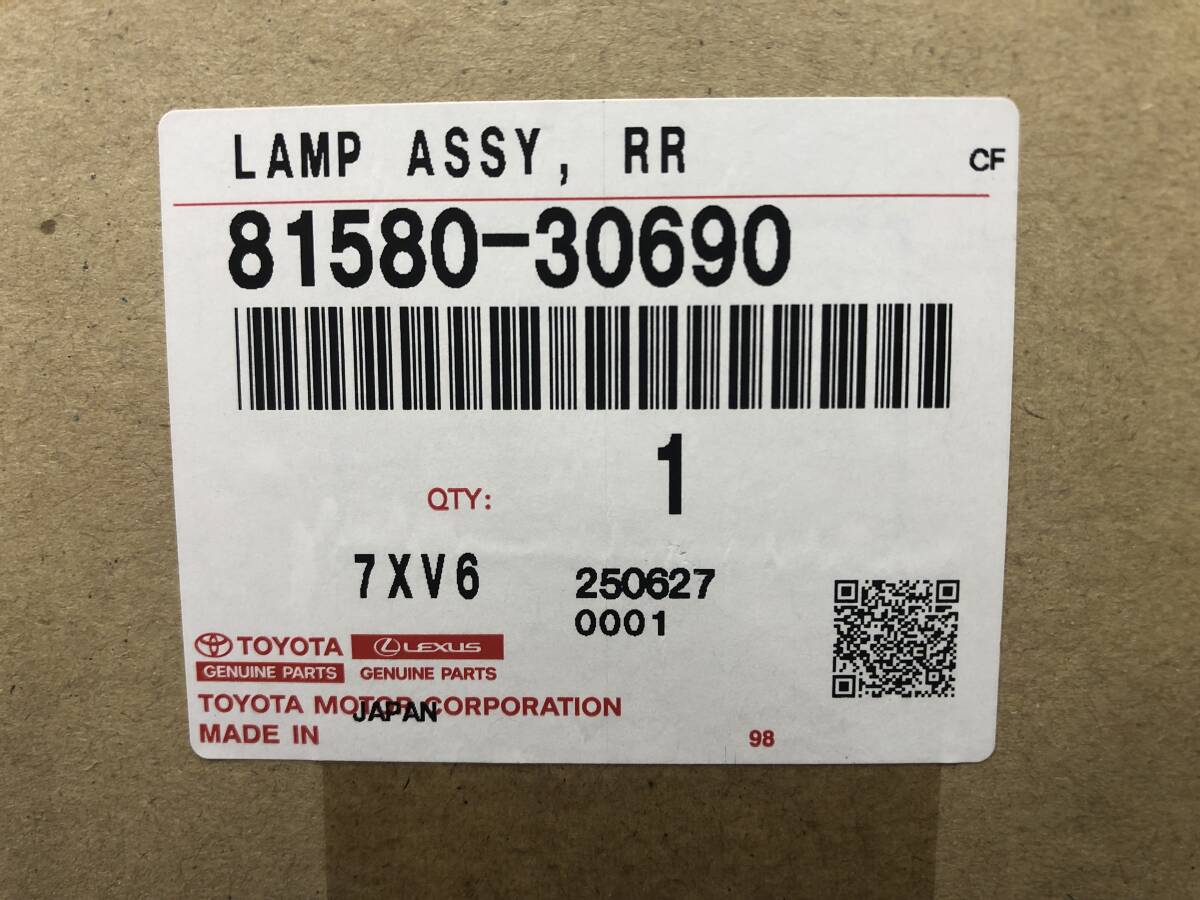 LAMP ASSY, RR
CF
81580-30690
QTY: 1
7XV6 250627
0001
TOYOTA LEXUS
GENUINE PARTS GENUINE PARTS
TOYOTA MOTOR CORPORATION
JAPAN
MADE IN
98